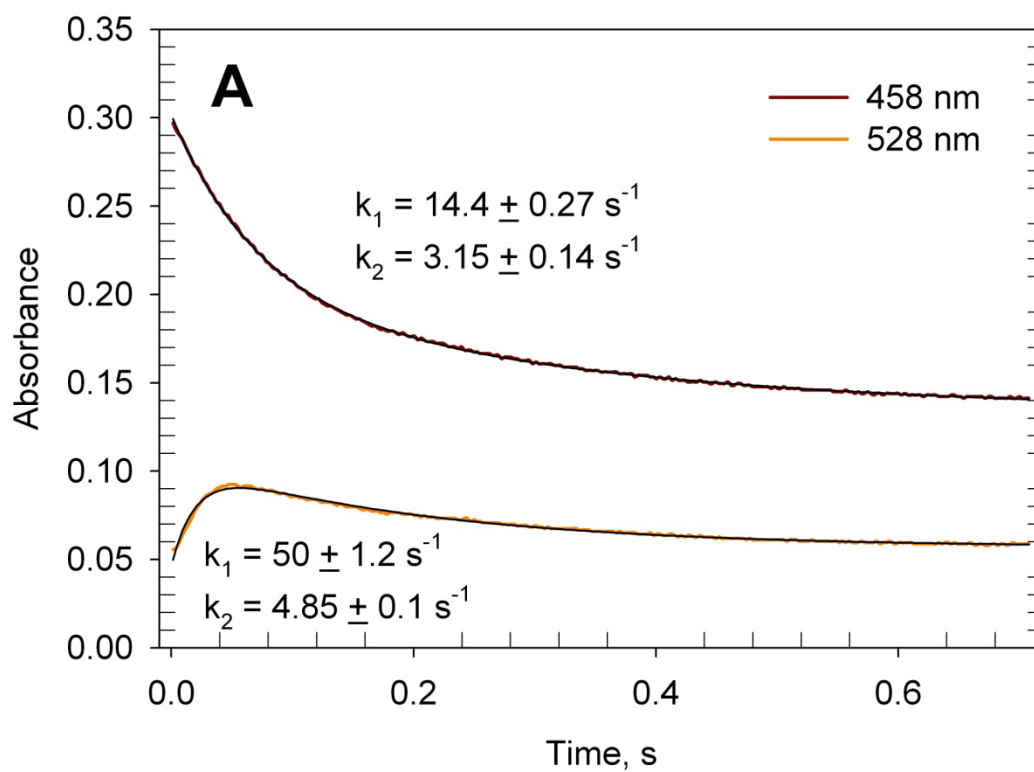 A
458 nm
528 nm
k₁ = 14.4 ± 0.27 s⁻¹
k₂ = 3.15 ± 0.14 s⁻¹
k₁ = 50 ± 1.2 s⁻¹
k₂ = 4.85 ± 0.1 s⁻¹
Absorbance
0.35
0.30
0.25
0.20
0.15
0.10
0.05
0.00
0.0 0.2 0.4 0.6
Time, s